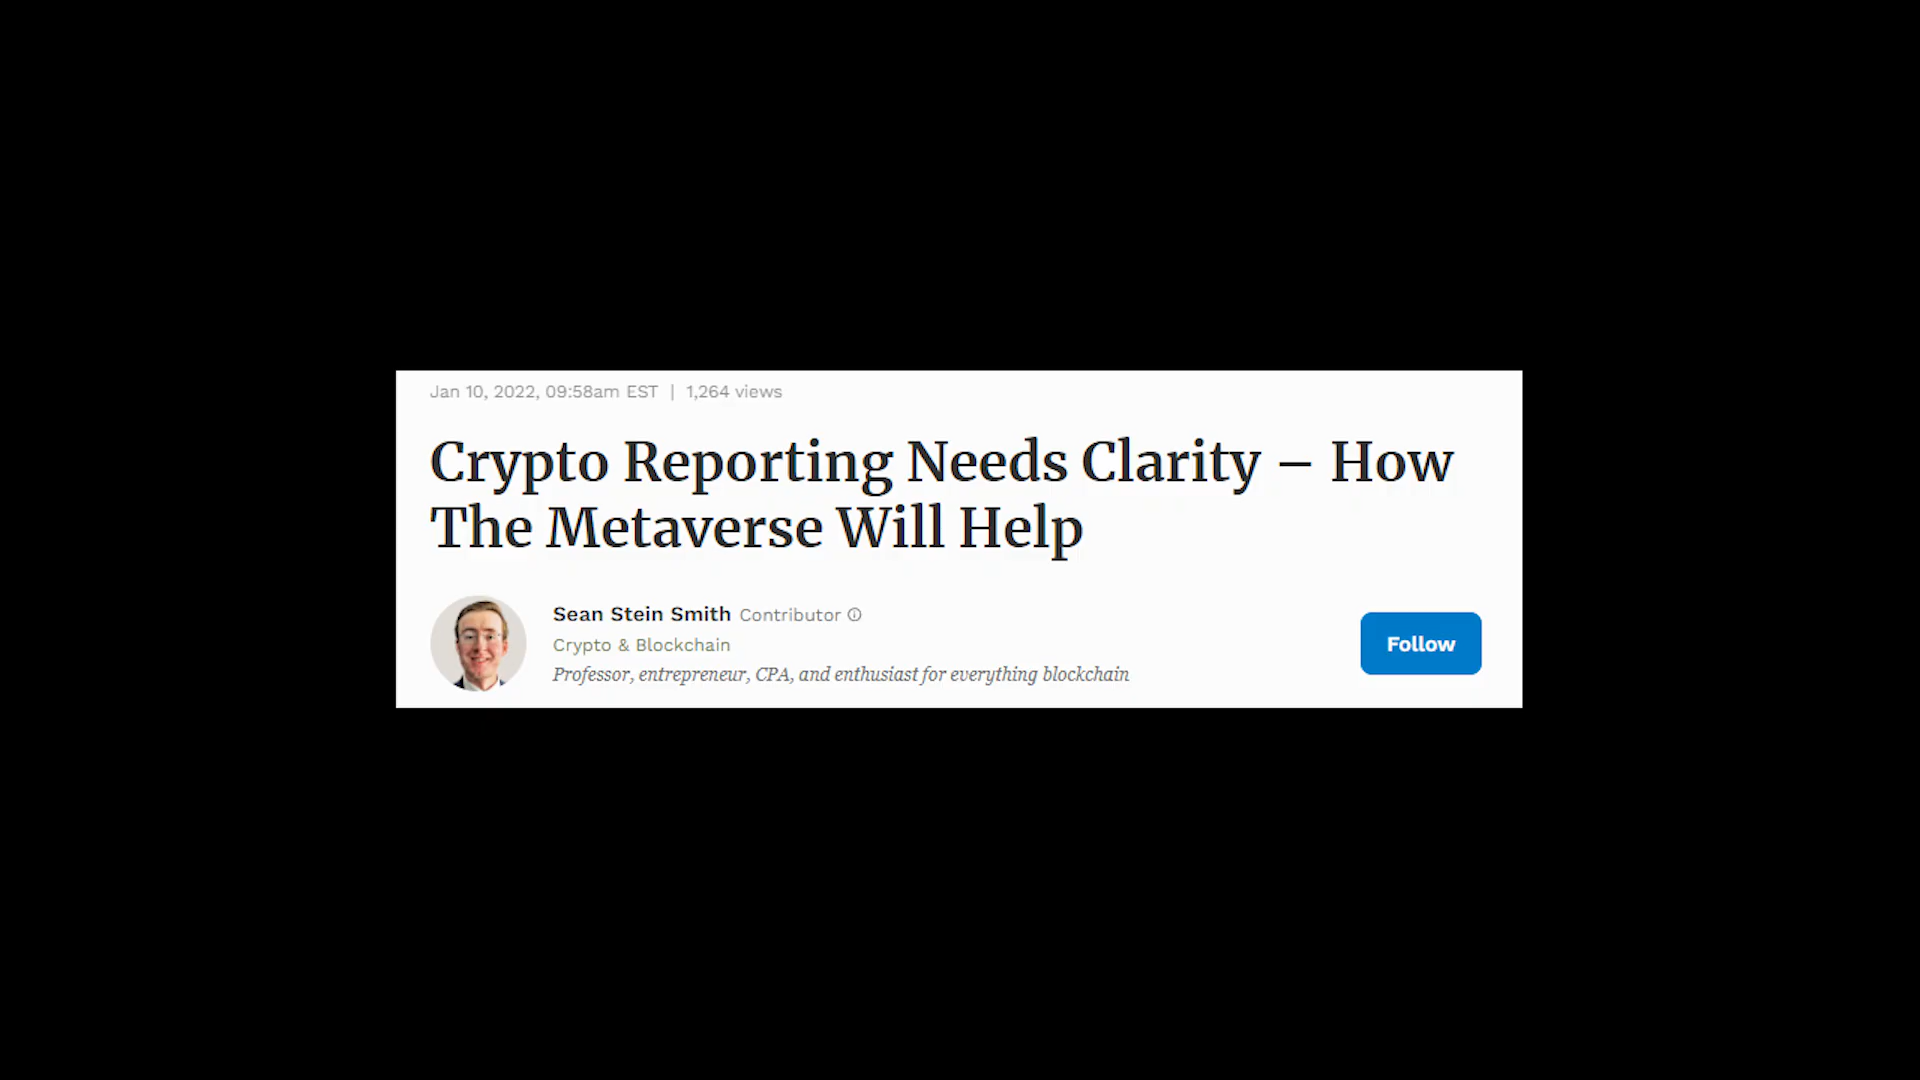 Jan 10, 2022, 09:58am EST | 1,264 views
Crypto Reporting Needs Clarity – How
The Metaverse Will Help
Sean Stein Smith Contributor
Crypto & Blockchain
Professor, entrepreneur, CPA, and enthusiast for everything blockchain
Follow